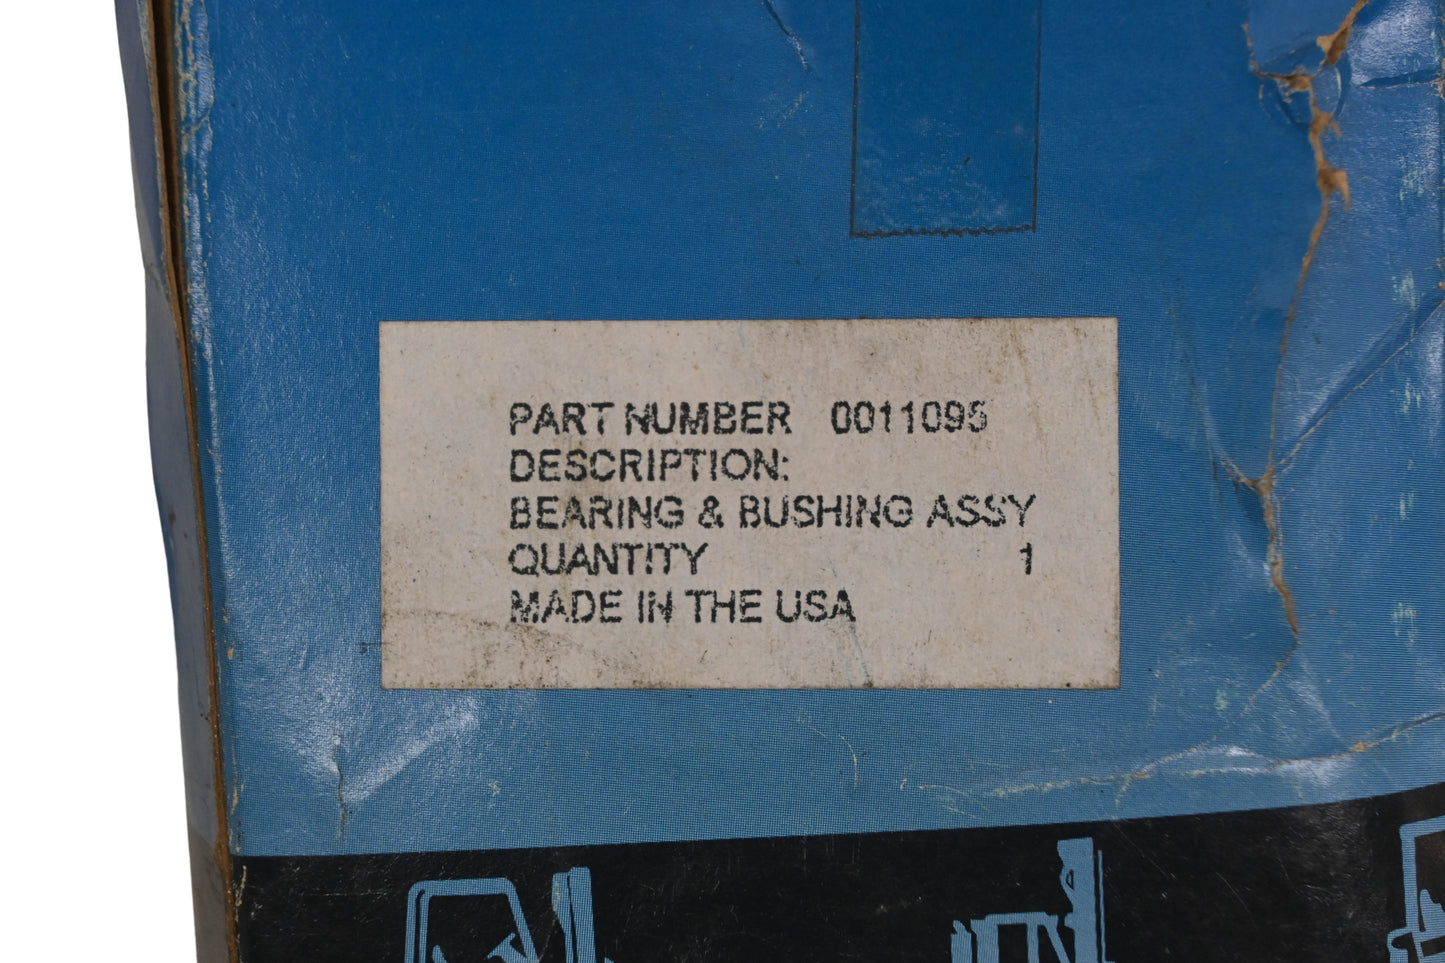 PART NUMBER 0011095
DESCRIPTION:
BEARING & BUSHING ASSY
QUANTITY 1
MADE IN THE USA